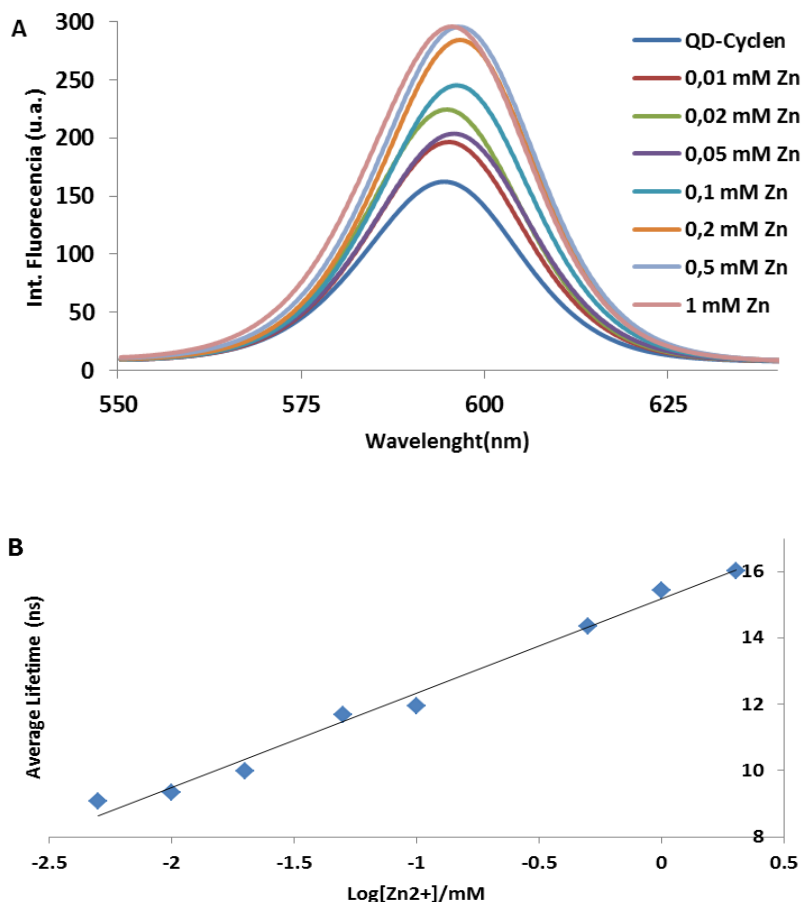 A
Int. Fluorecencia (u.a.)
300
250
200
150
100
50
0
550
575
600
625
Wavelenght(nm)
QD-Cyclen
0,01 mM Zn
0,02 mM Zn
0,05 mM Zn
0,1 mM Zn
0,2 mM Zn
0,5 mM Zn
1 mM Zn
B
Average Lifetime (ns)
16
14
12
10
8
-2.5
-2
-1.5
-1
-0.5
0
0.5
Log[Zn2+]/mM